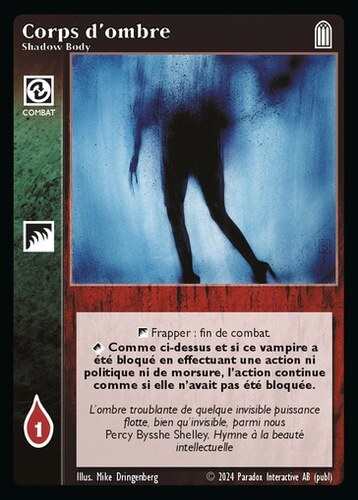 Corps d'ombre
Shadow Body
COMBAT
Frapper : fin de combat.
Comme ci-dessus et si ce vampire a
été bloqué en effectuant une action ni
politique ni de morsure, l'action continue
comme si elle n'avait pas été bloquée.
L'ombre troublante de quelque invisible puissance
flotte, bien qu'invisible, parmi nous
Percy Bysshe Shelley, Hymne à la beauté
intellectuelle
1
Illus. Mike Dringenberg © 2024 Paradox Interactive AB (publ)